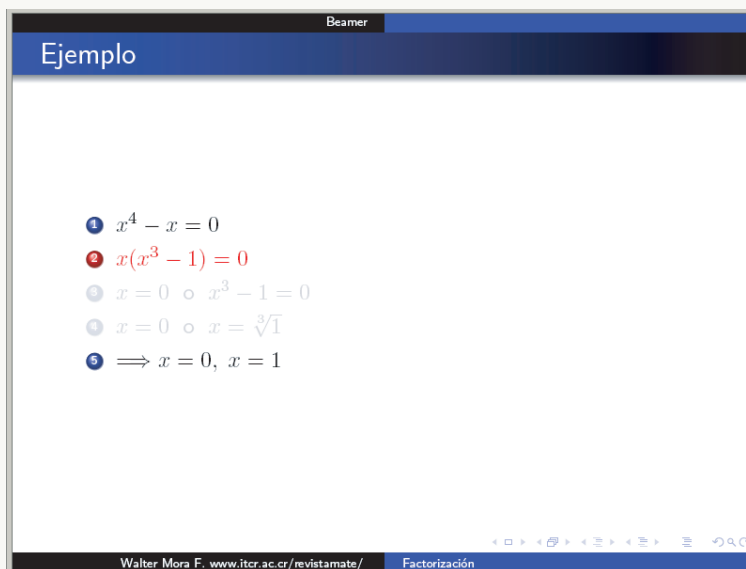 Beamer
Ejemplo
1 x⁴ − x = 0
2 x(x³ − 1) = 0
3 x = 0 o x³ − 1 = 0
4 x = 0 o x = ∛1
5 ⟹ x = 0, x = 1
Walter Mora F. www.itcr.ac.cr/revistamate/ Factorización